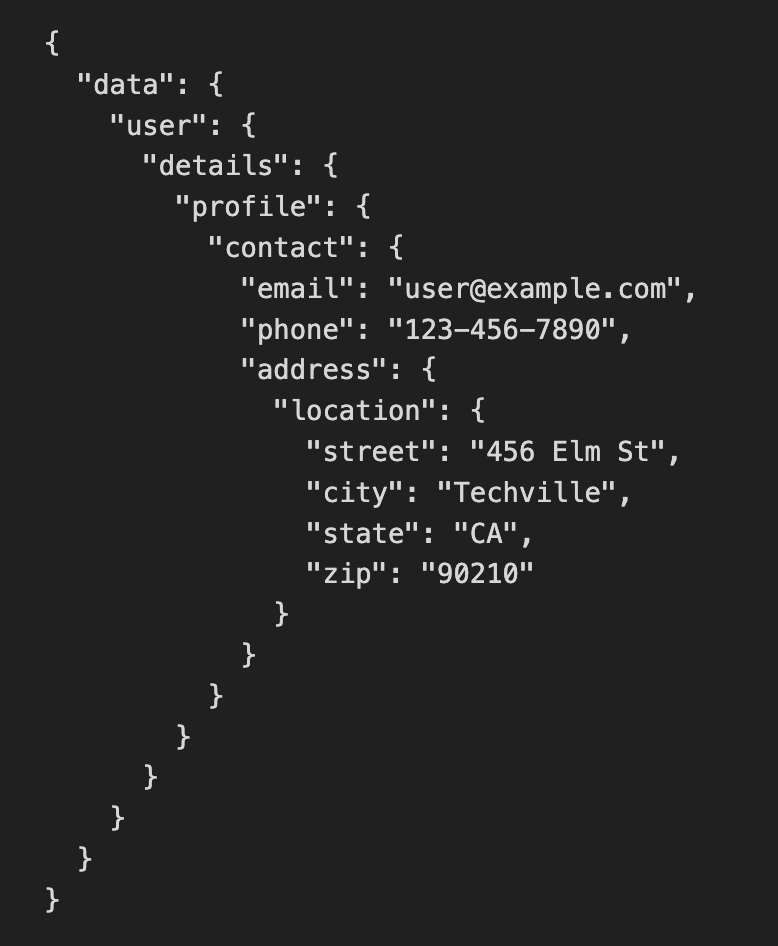 {
  "data": {
    "user": {
      "details": {
        "profile": {
          "contact": {
            "email": "user@example.com",
            "phone": "123-456-7890",
            "address": {
              "location": {
                "street": "456 Elm St",
                "city": "Techville",
                "state": "CA",
                "zip": "90210"
              }
            }
          }
        }
      }
    }
  }
}